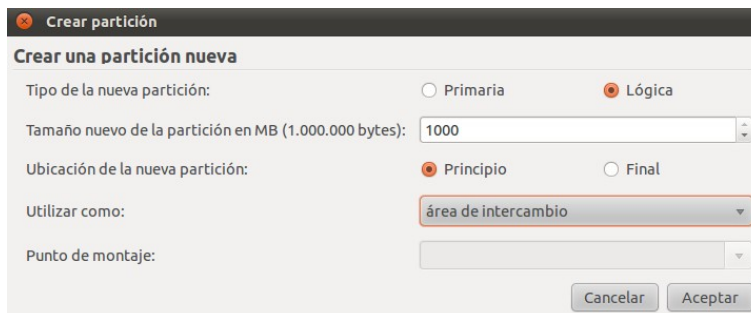 Crear partición
Crear una partición nueva
Tipo de la nueva partición: Primaria Lógica
Tamaño nuevo de la partición en MB (1.000.000 bytes): 1000
Ubicación de la nueva partición: Principio Final
Utilizar como: área de intercambio
Punto de montaje:
Cancelar Aceptar